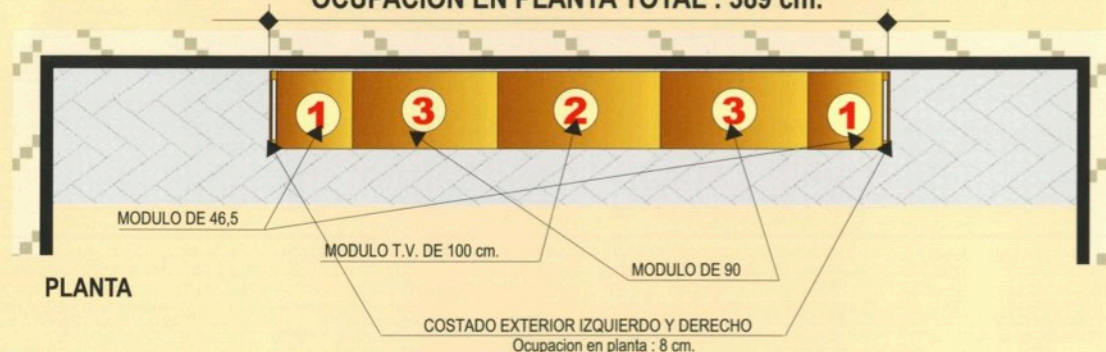 OCUPACION EN PLANTA TOTAL : 389 cm.
1 3 2 3 1
MODULO DE 46,5
MODULO T.V. DE 100 cm.
MODULO DE 90
PLANTA
COSTADO EXTERIOR IZQUIERDO Y DERECHO
Ocupacion en planta : 8 cm.